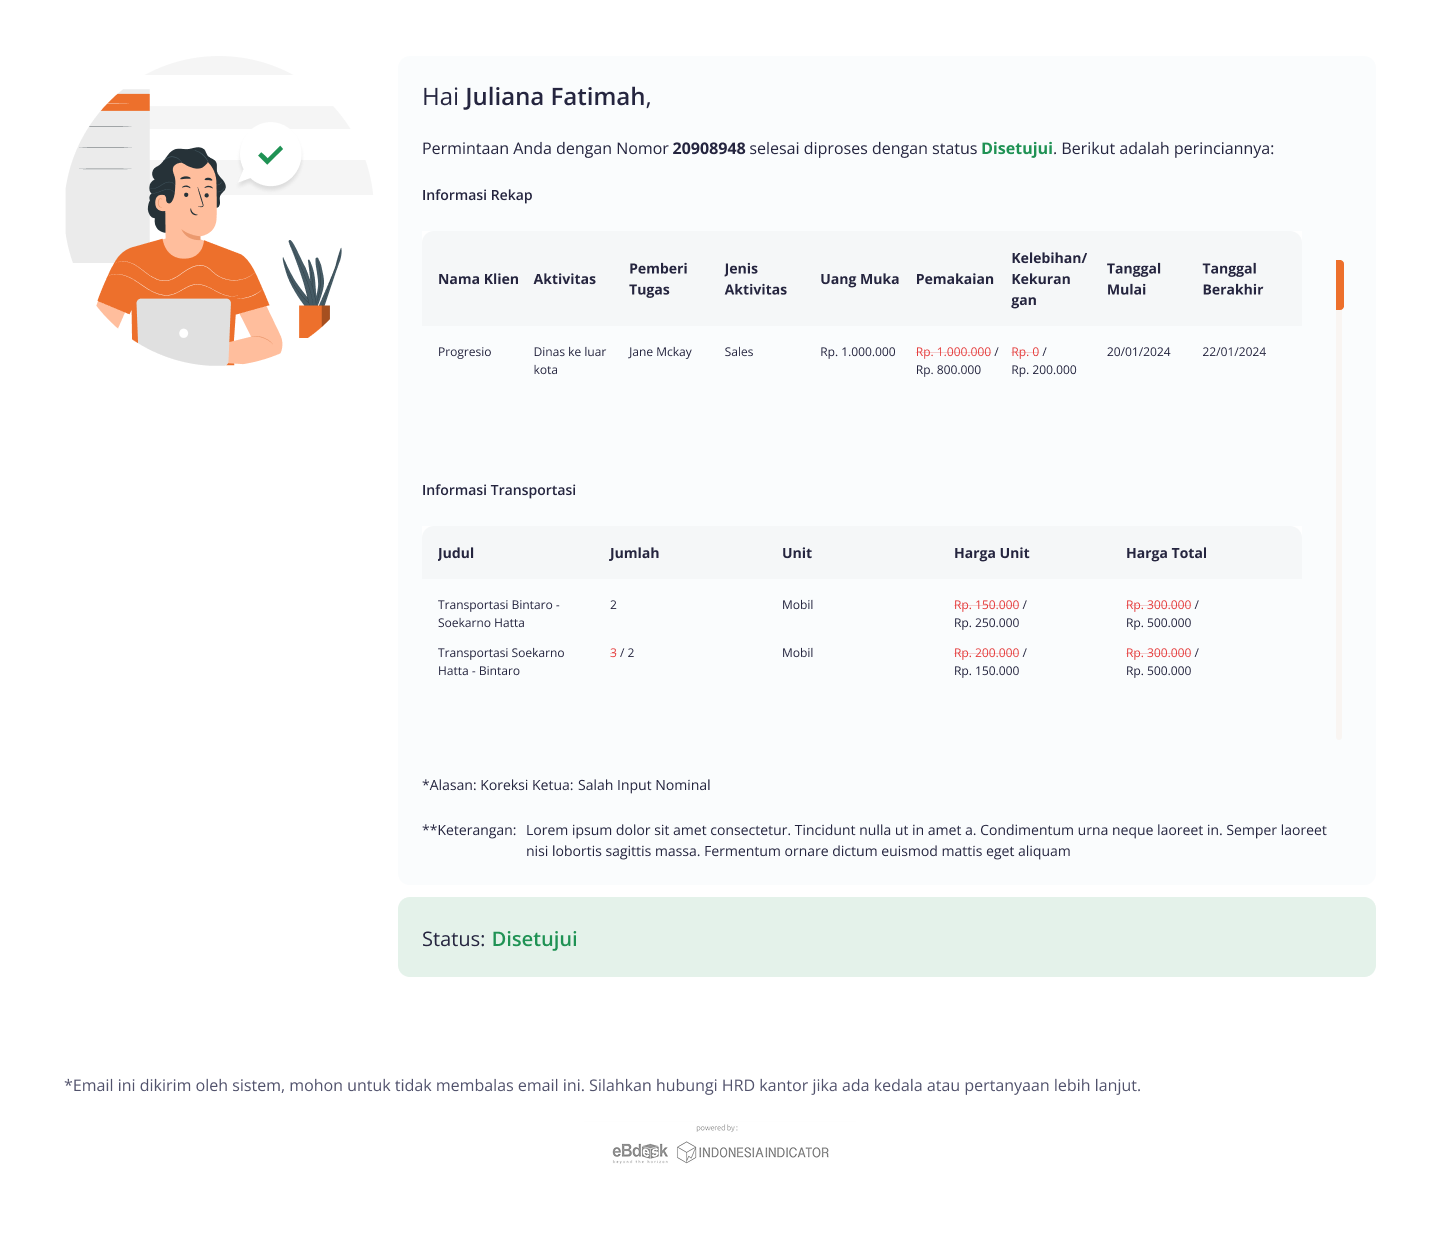 Hai Juliana Fatimah,
Permintaan Anda dengan Nomor 20908948 selesai diproses dengan status Disetujui. Berikut adalah perinciannya:
Informasi Rekap
Nama Klien Aktivitas Pemberi Tugas Jenis Aktivitas Uang Muka Pemakaian Kelebihan/ Kekuran gan Tanggal Mulai Tanggal Berakhir
Progresio Dinas ke luar kota Jane Mckay Sales Rp. 1.000.000 Rp. 1.000.000 / Rp. 800.000 Rp. 0 / Rp. 200.000 20/01/2024 22/01/2024
Informasi Transportasi
Judul Jumlah Unit Harga Unit Harga Total
Transportasi Bintaro - Soekarno Hatta 2 Mobil Rp. 150.000 / Rp. 250.000 Rp. 300.000 / Rp. 500.000
Transportasi Soekarno Hatta - Bintaro 3 / 2 Mobil Rp. 200.000 / Rp. 150.000 Rp. 300.000 / Rp. 500.000
*Alasan: Koreksi Ketua: Salah Input Nominal
**Keterangan: Lorem ipsum dolor sit amet consectetur. Tincidunt nulla ut in amet a. Condimentum urna neque laoreet in. Semper laoreet
nisi lobortis sagittis massa. Fermentum ornare dictum euismod mattis eget aliquam
Status: Disetujui
*Email ini dikirim oleh sistem, mohon untuk tidak membalas email ini. Silahkan hubungi HRD kantor jika ada kedala atau pertanyaan lebih lanjut.
powered by :
eBdesk INDONESIA INDICATOR
beyond the horizon